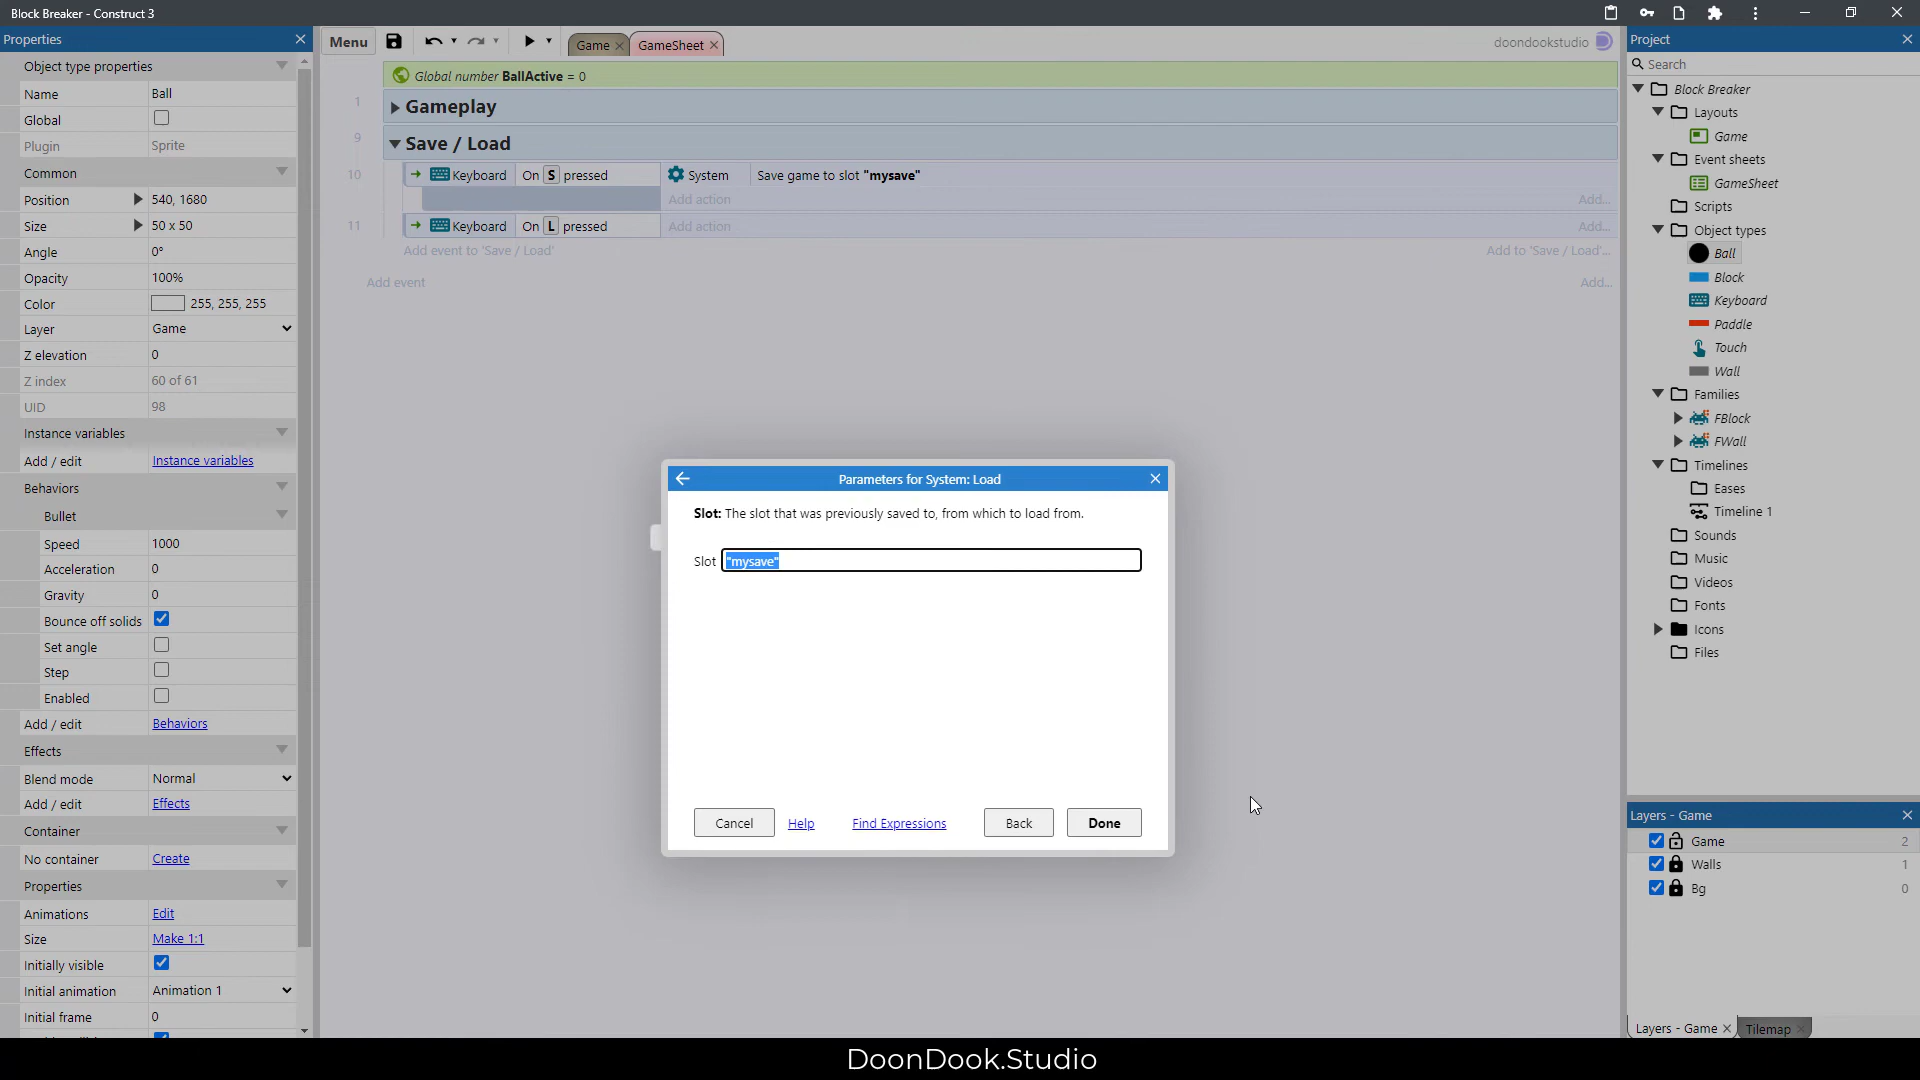 Block Breaker - Construct 3
Properties
Object type properties
Name Ball
Global
Plugin Sprite
Common
Position 540, 1680
Size 50 x 50
Angle 0°
Opacity 100%
Color 255, 255, 255
Layer Game
Z elevation 0
Z index 60 of 61
UID 98
Instance variables
Add / edit Instance variables
Behaviors
Bullet
Speed 1000
Acceleration 0
Gravity 0
Bounce off solids
Set angle
Step
Enabled
Add / edit Behaviors
Effects
Blend mode Normal
Add / edit Effects
Container
No container Create
Properties
Animations Edit
Size Make 1:1
Initially visible
Initial animation Animation 1
Initial frame 0
Menu
Game
GameSheet
doondookstudio
Global number BallActive = 0
1 Gameplay
9 Save / Load
10 Keyboard On S pressed System Save game to slot "mysave"
Add action Add...
11 Keyboard On L pressed Add action Add...
Add event to 'Save / Load' Add to 'Save / Load'...
Add event Add...
Parameters for System: Load
Slot: The slot that was previously saved to, from which to load from.
Slot "mysave"
Cancel Help Find Expressions Back Done
Project
Search
Block Breaker
Layouts
Game
Event sheets
GameSheet
Scripts
Object types
Ball
Block
Keyboard
Paddle
Touch
Wall
Families
FBlock
FWall
Timelines
Eases
Timeline 1
Sounds
Music
Videos
Fonts
Icons
Files
Layers - Game
Game 2
Walls 1
Bg 0
Layers - Game Tilemap
DoonDook.Studio